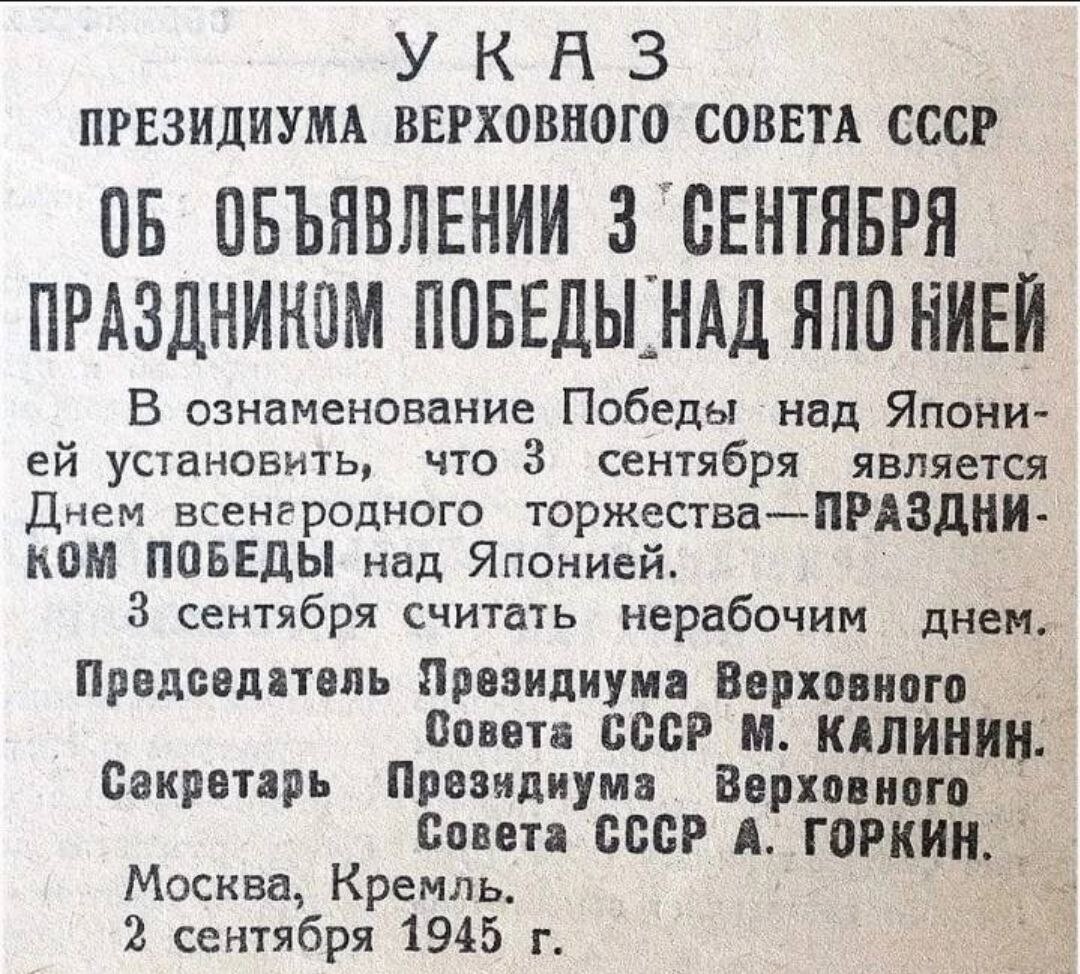 УКАЗ
ПРЕЗИДИУМА ВЕРХОВНОГО СОВЕТА СССР
ОБ ОБЪЯВЛЕНИИ 3 СЕНТЯБРЯ
ПРАЗДНИКОМ ПОБЕДЫ НАД ЯПОНИЕЙ
В ознаменование Победы над Япони-
ей установить, что 3 сентября является
Днем всенародного торжества—ПРАЗДНИ-
КОМ ПОБЕДЫ над Японией.
3 сентября считать нерабочим днем.
Председатель Президиума Верховного
Совета СССР М. КАЛИНИН.
Секретарь Президиума Верховного
Совета СССР А. ГОРКИН.
Москва, Кремль.
2 сентября 1945 г.